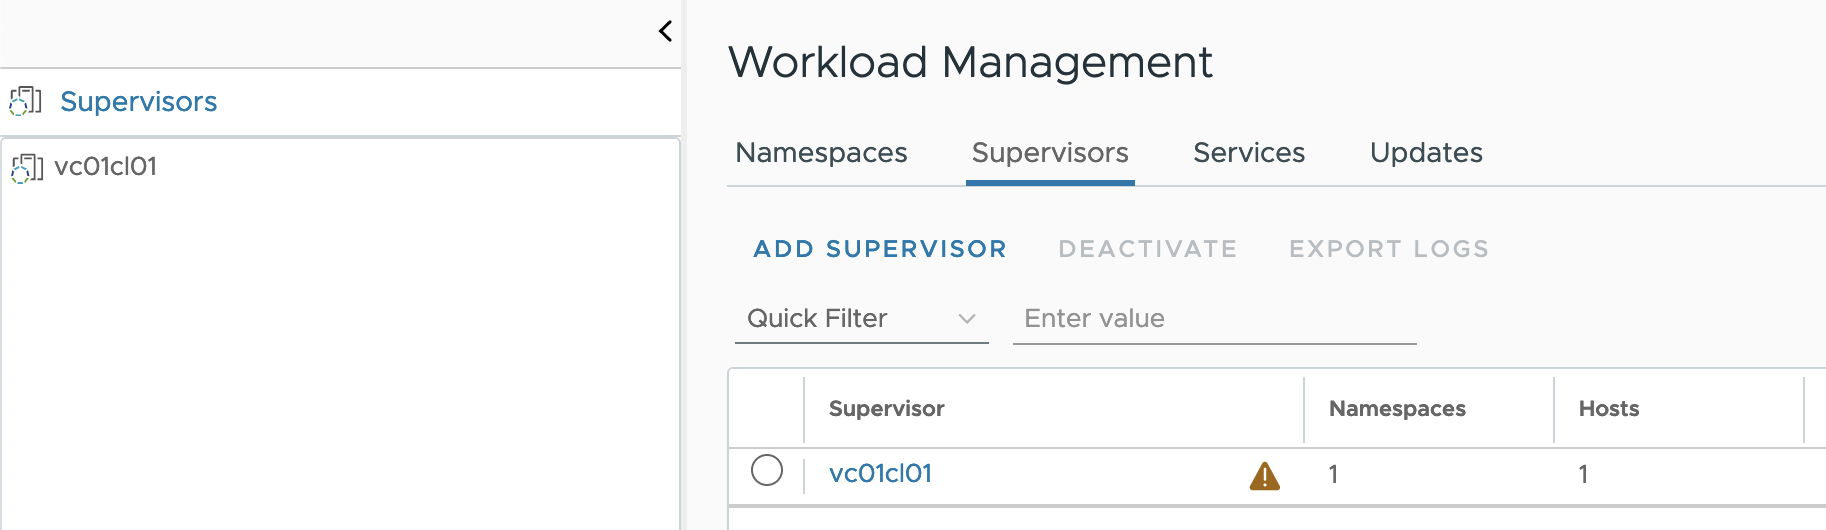 Supervisors
vc01cl01
Workload Management
Namespaces Supervisors Services Updates
ADD SUPERVISOR DEACTIVATE EXPORT LOGS
Quick Filter Enter value
Supervisor Namespaces Hosts
vc01cl01 1 1